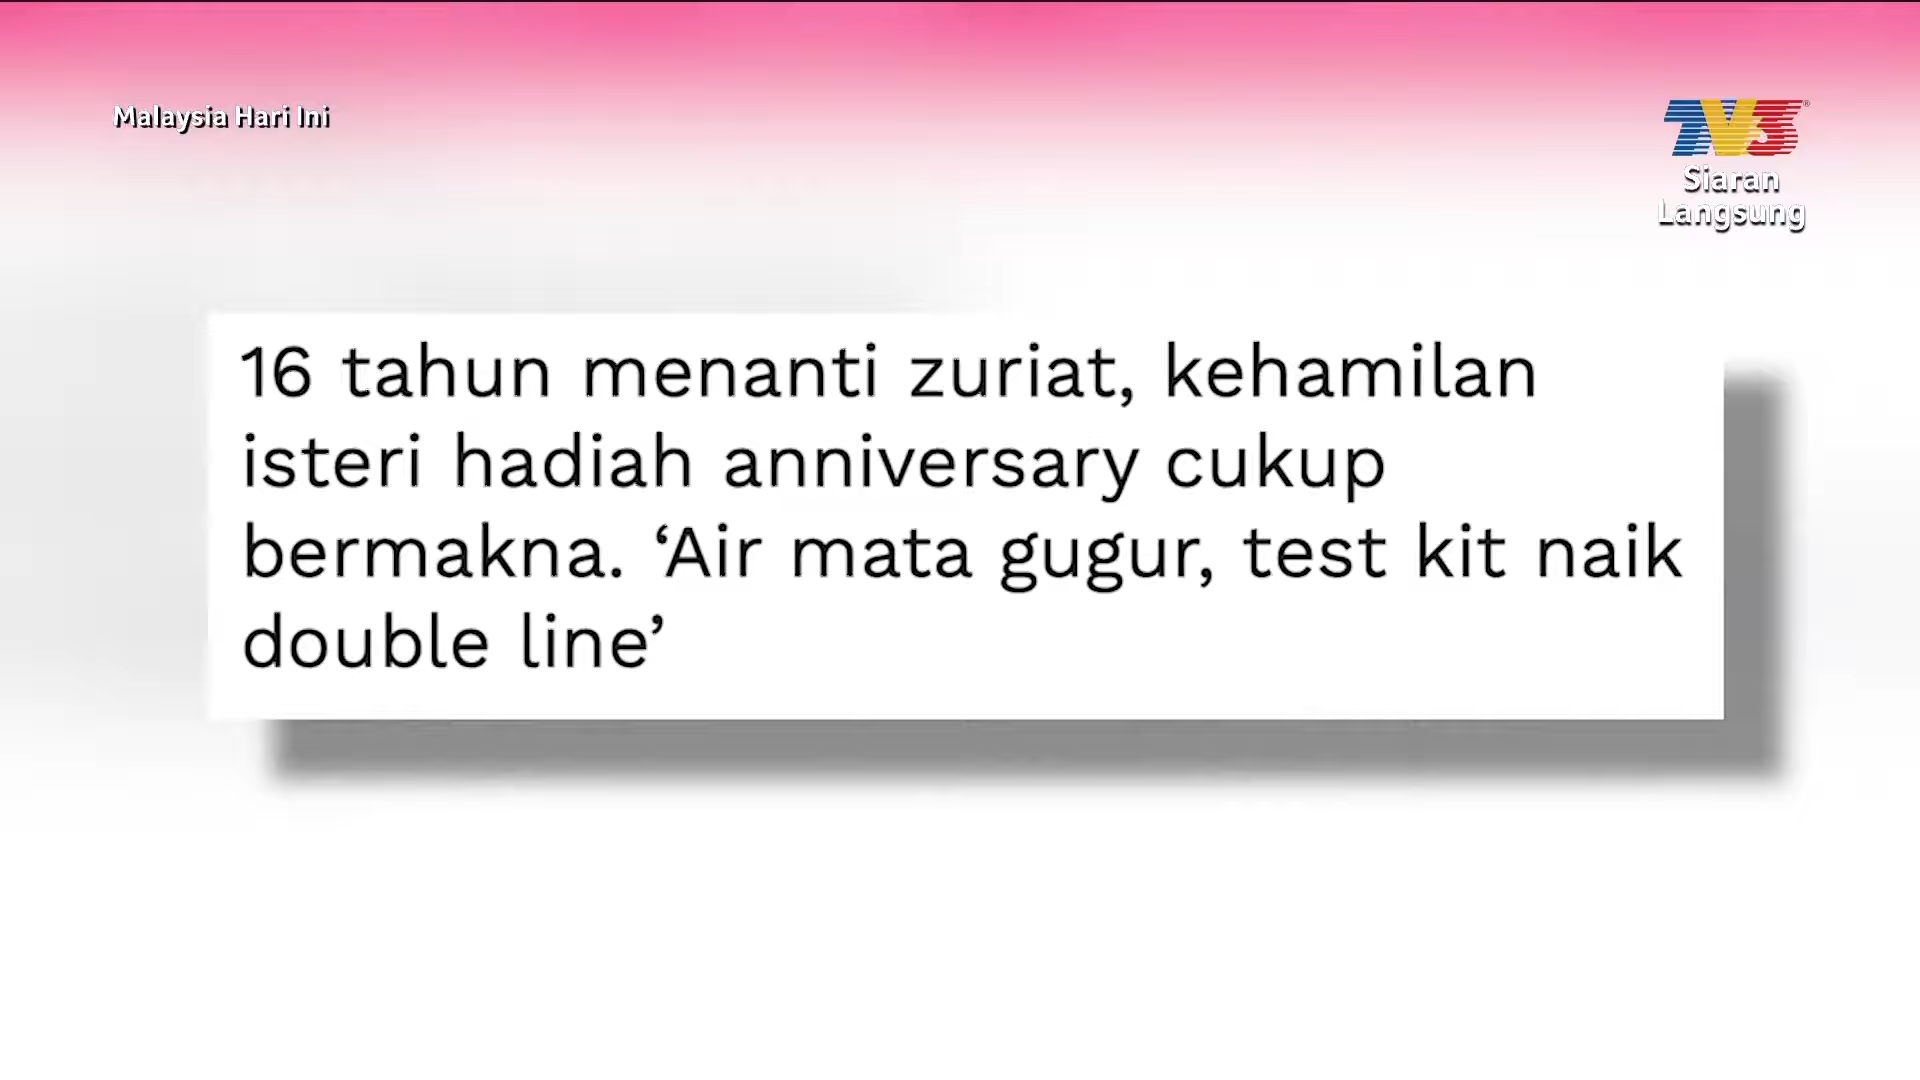 Malaysia Hari Ini
TV3
Siaran
Langsung
16 tahun menanti zuriat, kehamilan
isteri hadiah anniversary cukup
bermakna. ‘Air mata gugur, test kit naik
double line’